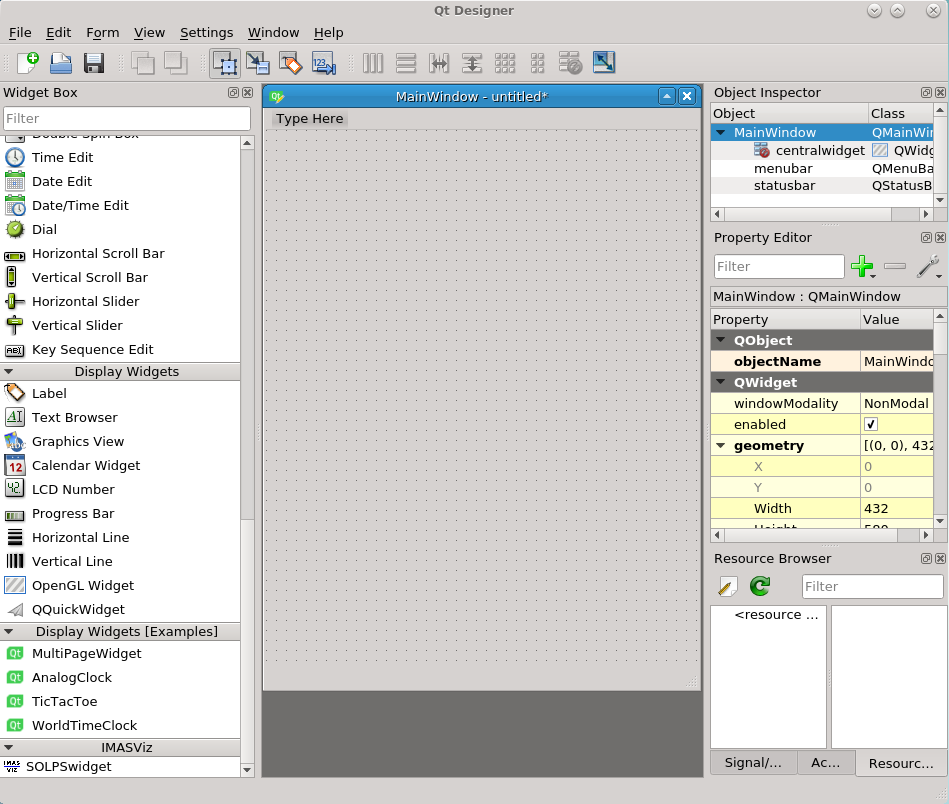 Qt Designer
File Edit Form View Settings Window Help
Widget Box
Filter
Double Spin Box
Time Edit
Date Edit
Date/Time Edit
Dial
Horizontal Scroll Bar
Vertical Scroll Bar
Horizontal Slider
Vertical Slider
Key Sequence Edit
Display Widgets
Label
Text Browser
Graphics View
Calendar Widget
LCD Number
Progress Bar
Horizontal Line
Vertical Line
OpenGL Widget
QQuickWidget
Display Widgets [Examples]
MultiPageWidget
AnalogClock
TicTacToe
WorldTimeClock
IMASViz
SOLPSwidget
MainWindow - untitled*
Type Here
Object Inspector
Object Class
MainWindow QMainWin
centralwidget QWidg
menubar QMenuBa
statusbar QStatusB
Property Editor
Filter
MainWindow : QMainWindow
Property Value
QObject
objectName MainWindo
QWidget
windowModality NonModal
enabled
geometry [(0, 0), 432
X 0
Y 0
Width 432
Height 580
Resource Browser
Filter
<resource ...
Signal/... Ac... Resourc...